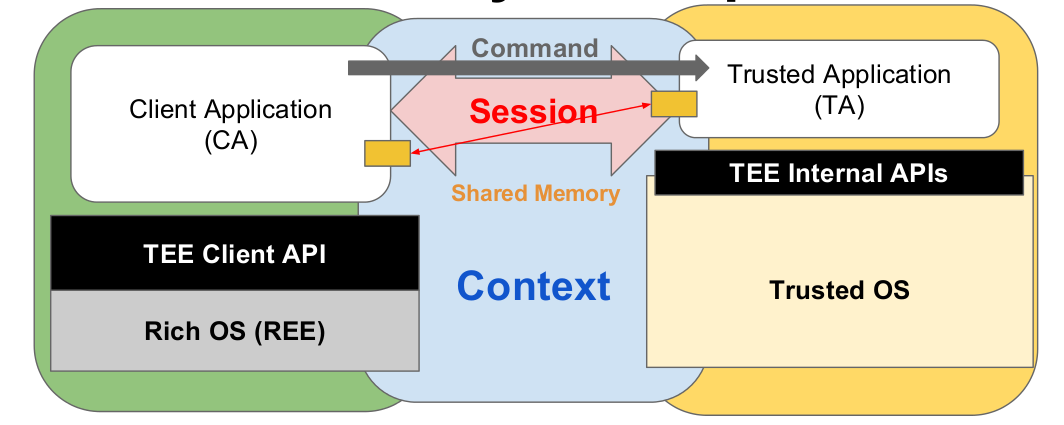 Command
Client Application
(CA)
Session
Trusted Application
(TA)
Shared Memory
TEE Internal APIs
TEE Client API
Context
Trusted OS
Rich OS (REE)